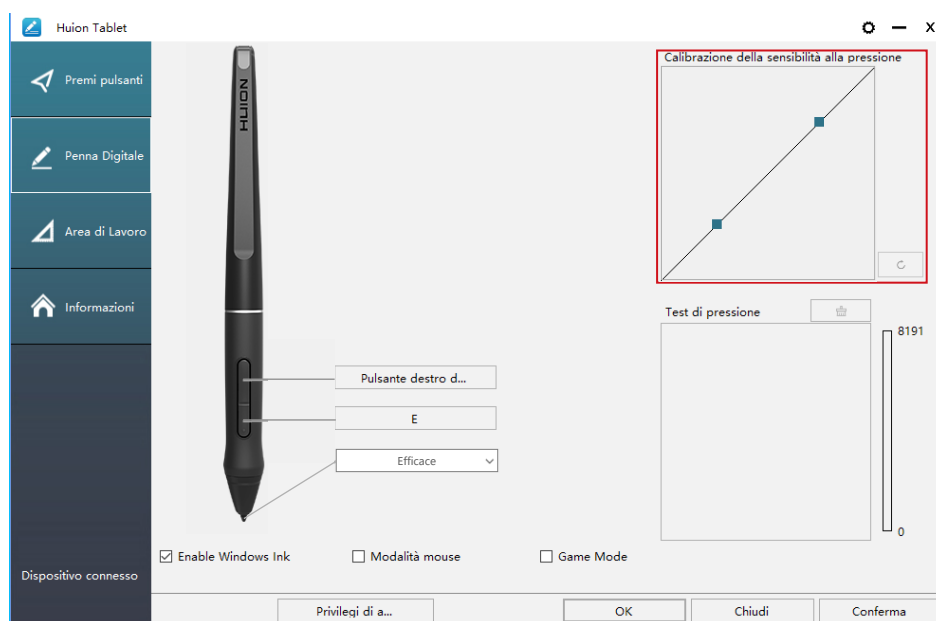 Huion Tablet
Premi pulsanti
Penna Digitale
Area di Lavoro
Informazioni
Dispositivo connesso
HUION
Pulsante destro d...
E
Efficace
Enable Windows Ink
Modalità mouse
Game Mode
Calibrazione della sensibilità alla pressione
Test di pressione
8191
0
Privilegi di a...
OK
Chiudi
Conferma